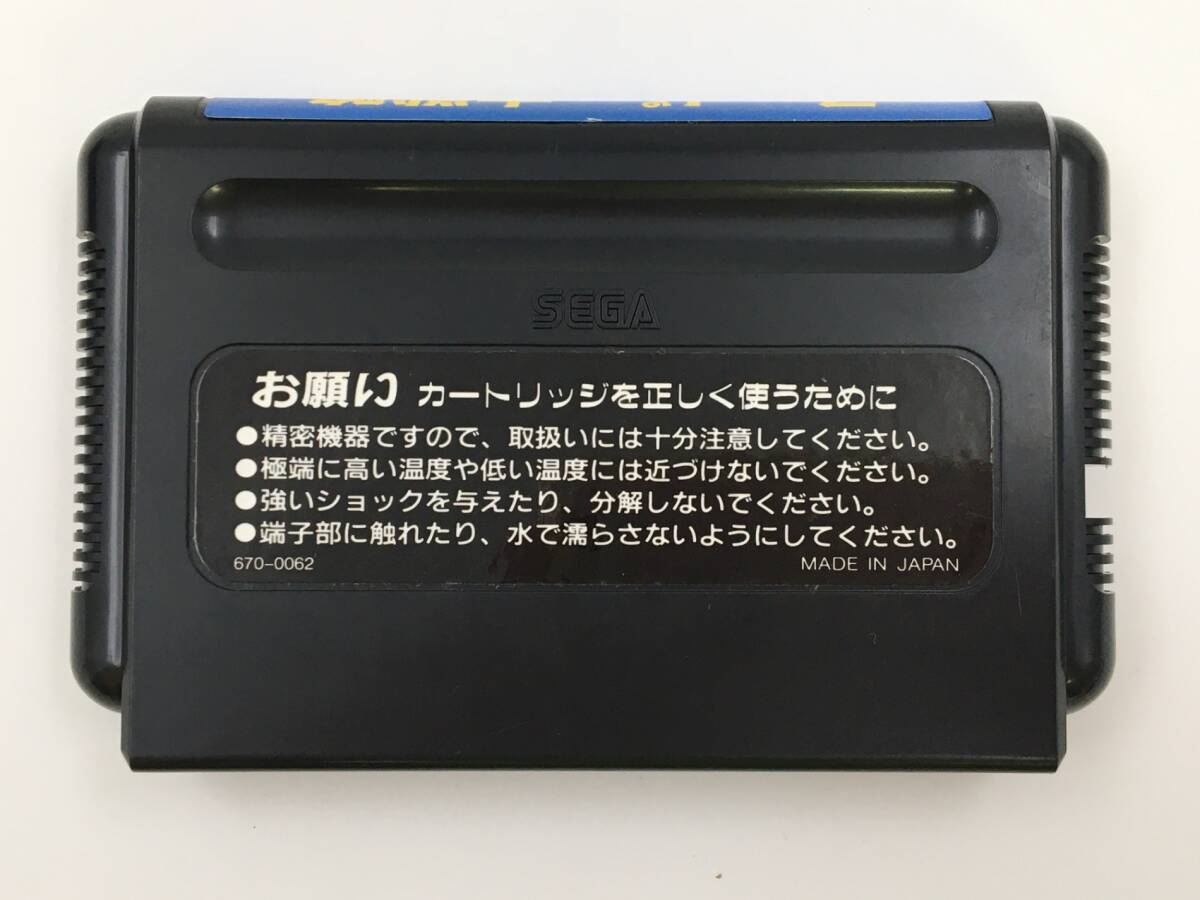 SEGA
お願い カートリッジを正しく使うために
●精密機器ですので、取扱いには十分注意してください。
●極端に高い温度や低い温度には近づけないでください。
●強いショックを与えたり、分解しないでください。
●端子部に触れたり、水で濡らさないようにしてください。
670-0062
MADE IN JAPAN